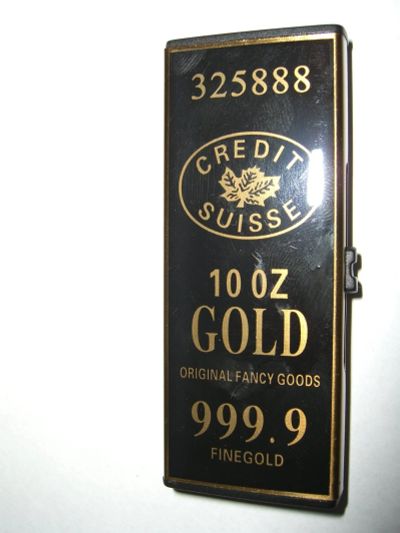 325888
CREDIT
SUISSE
10 OZ
GOLD
ORIGINAL FANCY GOODS
999.9
FINEGOLD